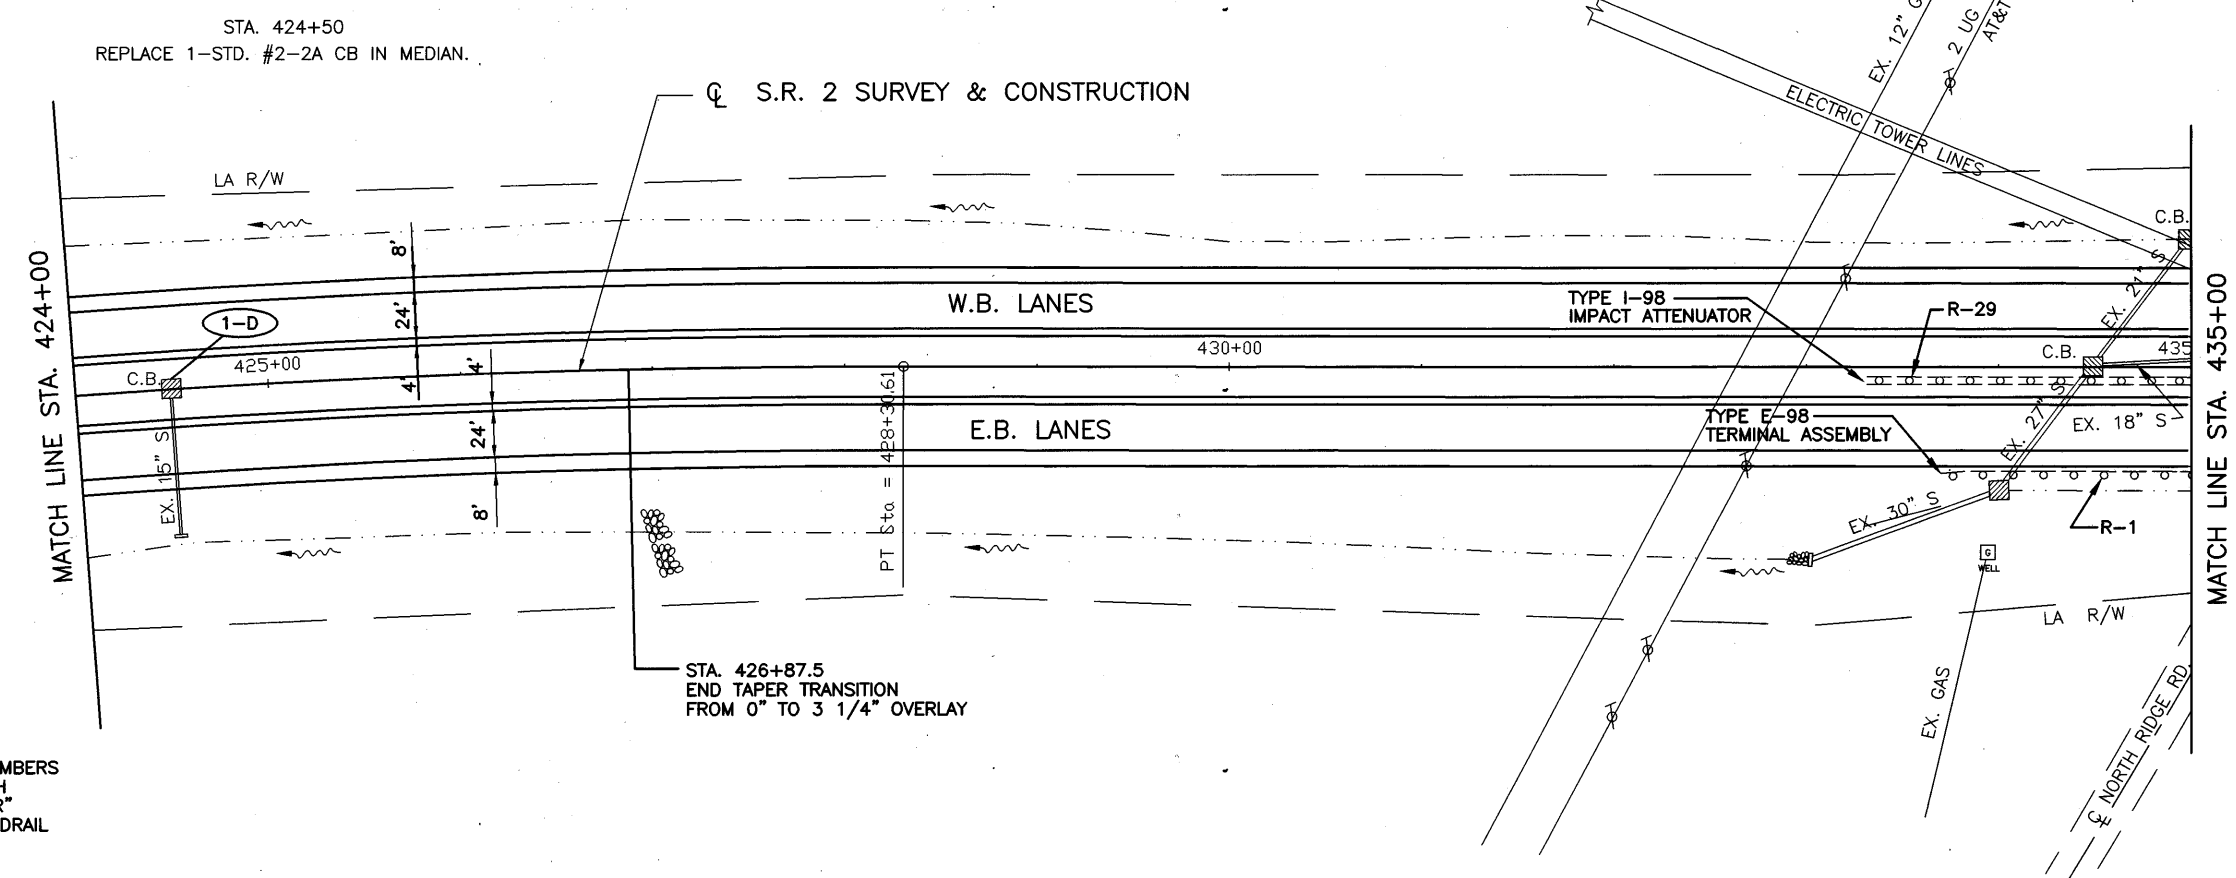 STA. 424+50
REPLACE 1-STD. #2-2A CB IN MEDIAN.
℄ S.R. 2 SURVEY & CONSTRUCTION
EX. 12" G
2 UG
AT&T
ELECTRIC TOWER LINES
LA R/W
C.B.
MATCH LINE STA. 424+00
8'
24'
4'
1-D
W.B. LANES
TYPE I-98
IMPACT ATTENUATOR
R-29
EX. 21" S
425+00
430+00
C.B.
435
C.B.
4'
24'
8'
EX. 15" S
PT Sta = 428+30.61
E.B. LANES
TYPE E-98
TERMINAL ASSEMBLY
EX. 27" S
EX. 18" S
EX. 30" S
R-1
G
WELL
LA R/W
MATCH LINE STA. 435+00
STA. 426+87.5
END TAPER TRANSITION
FROM 0" TO 3 1/4" OVERLAY
EX. GAS
℄ NORTH RIDGE RD.
MBERS
H
R"
DRAIL